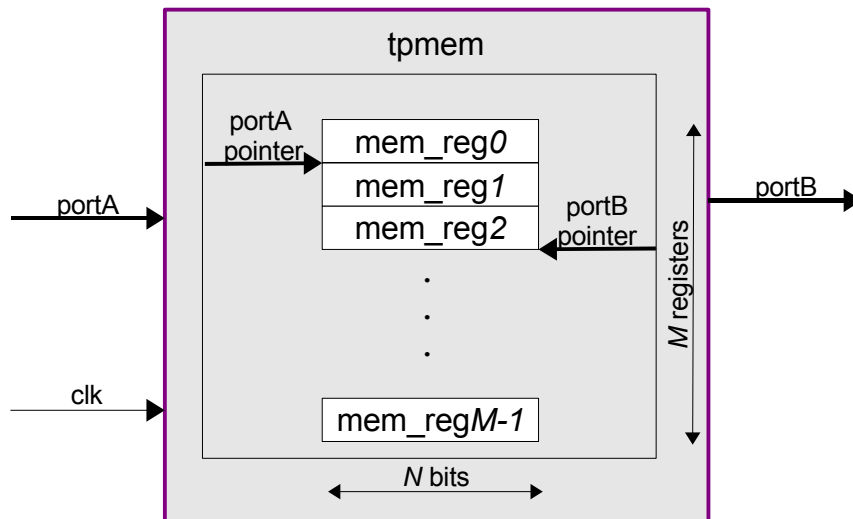 tpmem
portA
pointer
mem_reg0
mem_reg1
mem_reg2
portB
pointer
portA
portB
M registers
.
.
.
clk
mem_regM-1
N bits